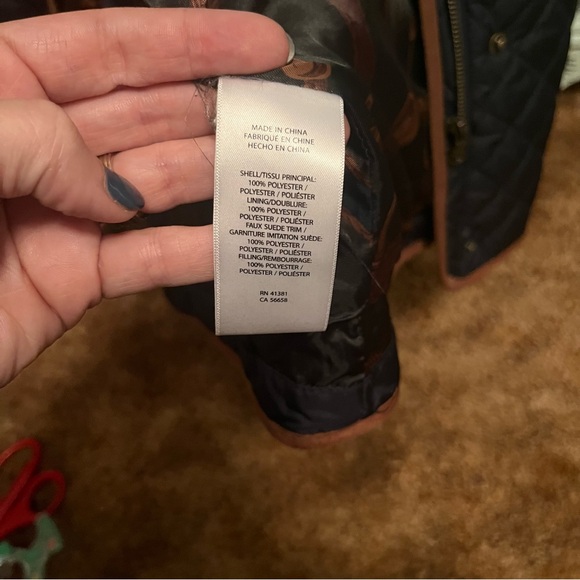 MADE IN CHINA
FABRIQUÉ EN CHINE
HECHO EN CHINA
SHELL/TISSU PRINCIPAL:
100% POLYESTER /
POLYESTER / POLIÉSTER
LINING/DOUBLURE:
100% POLYESTER /
POLYESTER / POLIÉSTER
FAUX SUEDE TRIM /
GARNITURE IMITATION SUÈDE:
100% POLYESTER /
POLYESTER / POLIÉSTER
FILLING/REMBOURRAGE:
100% POLYESTER /
POLYESTER / POLIÉSTER
RN 41381
CA 56658